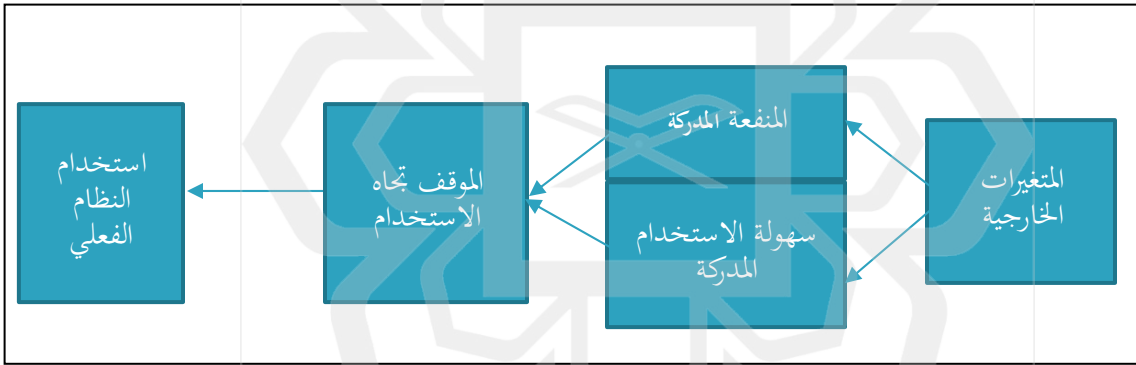 المتغيرات
الخارجية
المنفعة المدركة
سهولة الاستخدام
المدركة
الموقف تجاه
الاستخدام
استخدام
النظام
الفعلي